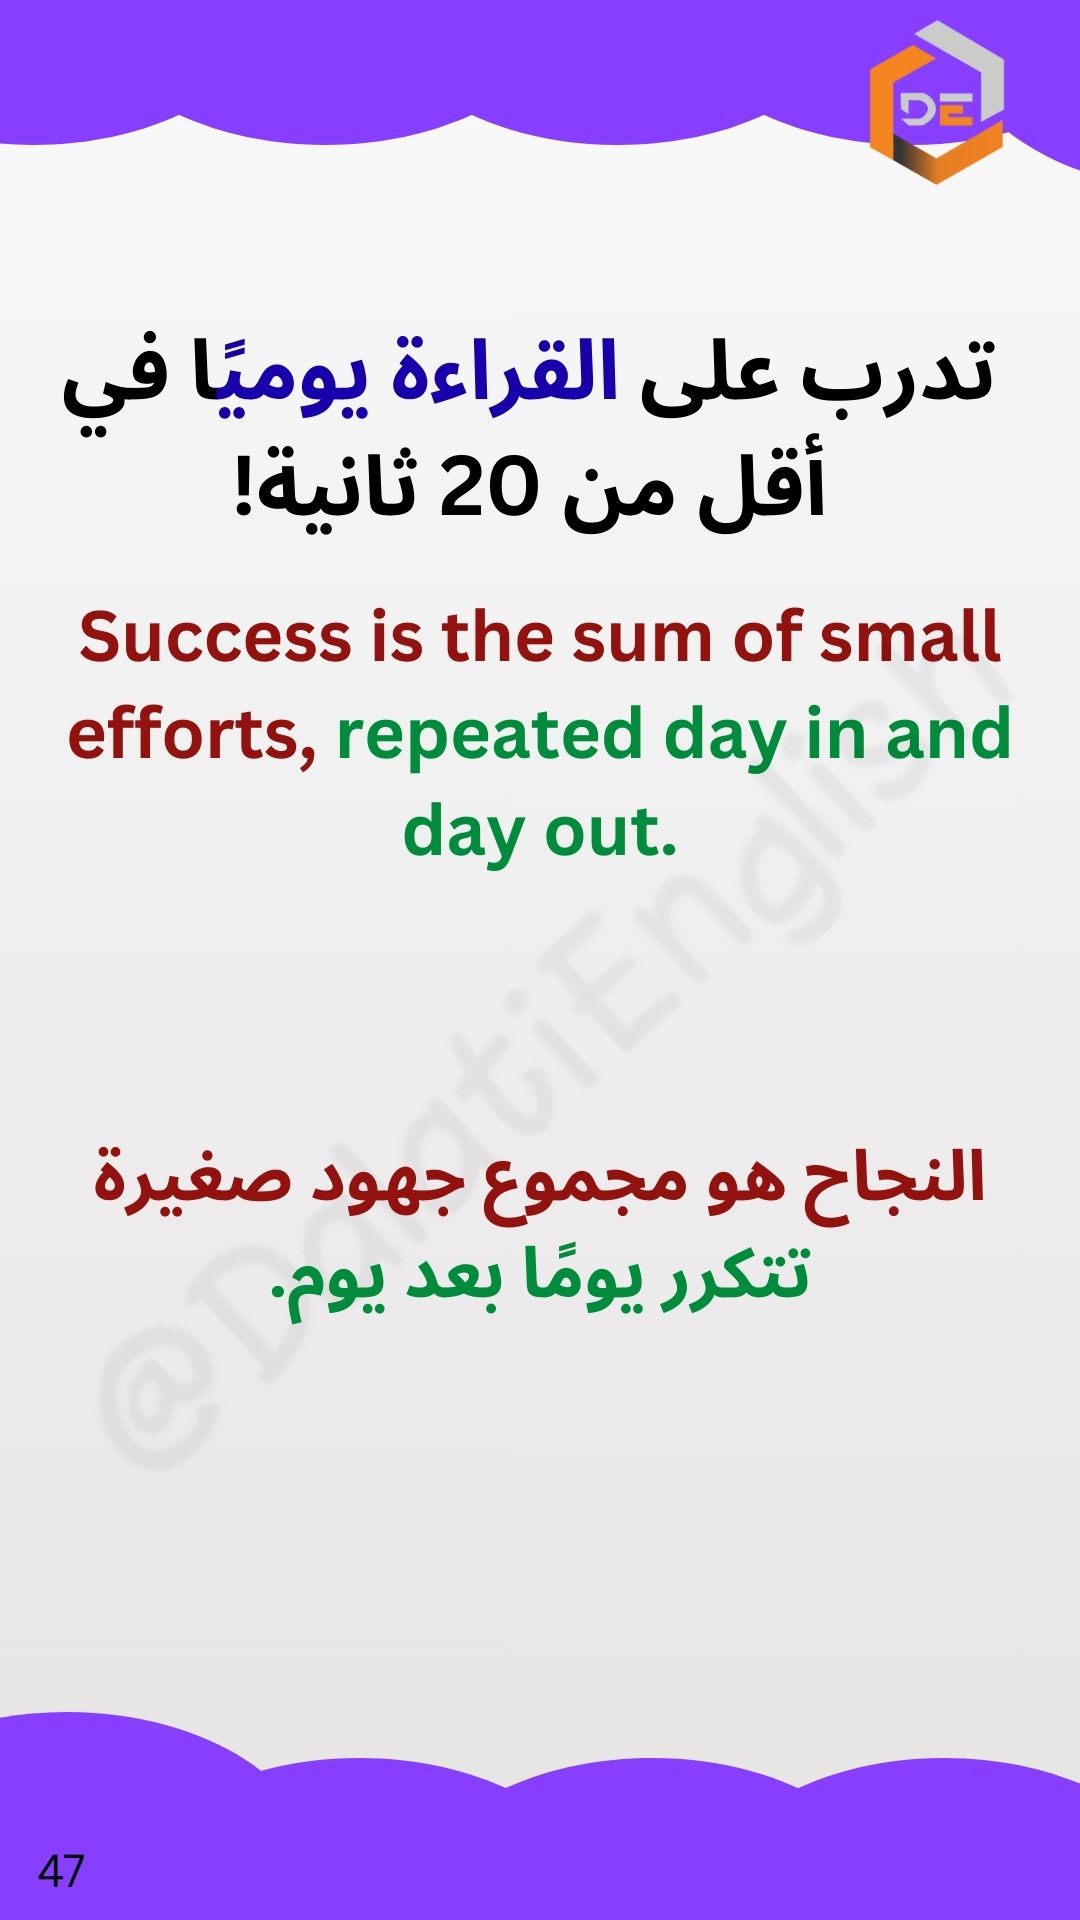 DE
تدرب على القراءة يوميًا في
أقل من 20 ثانية!
Success is the sum of small
efforts, repeated day in and
day out.
النجاح هو مجموع جهود صغيرة
تتكرر يومًا بعد يوم.
@DalatiEnglish
47